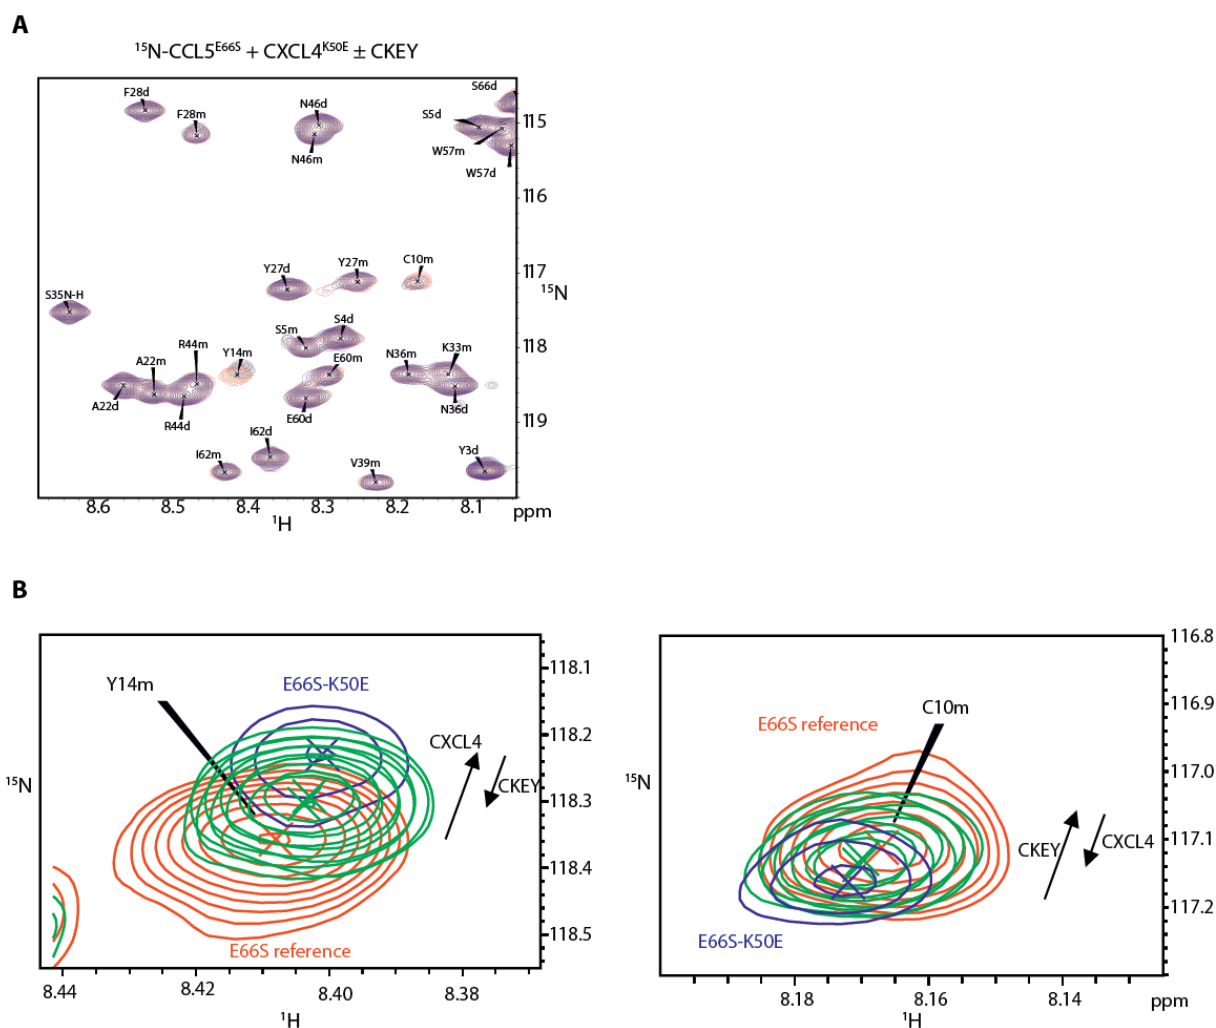 A
¹⁵N-CCL5ᴱ⁶⁶ˢ + CXCL4ᴷ⁵⁰ᴱ ± CKEY
F28d
F28m
N46d
N46m
S66d
S5d
W57m
W57d
115
116
117
118
119
¹⁵N
Y27d
Y27m
C10m
S35N-H
S5m
S4d
R44m
A22m
Y14m
E60m
N36m
K33m
A22d
R44d
E60d
N36d
I62m
I62d
V39m
Y3d
8.6 8.5 8.4 8.3 8.2 8.1 ppm
¹H
B
Y14m
E66S-K50E
CXCL4
CKEY
E66S reference
¹⁵N
118.1
118.2
118.3
118.4
118.5
8.44 8.42 8.40 8.38
¹H
C10m
E66S reference
CKEY
CXCL4
E66S-K50E
¹⁵N
116.8
116.9
117.0
117.1
117.2
8.18 8.16 8.14 ppm
¹H